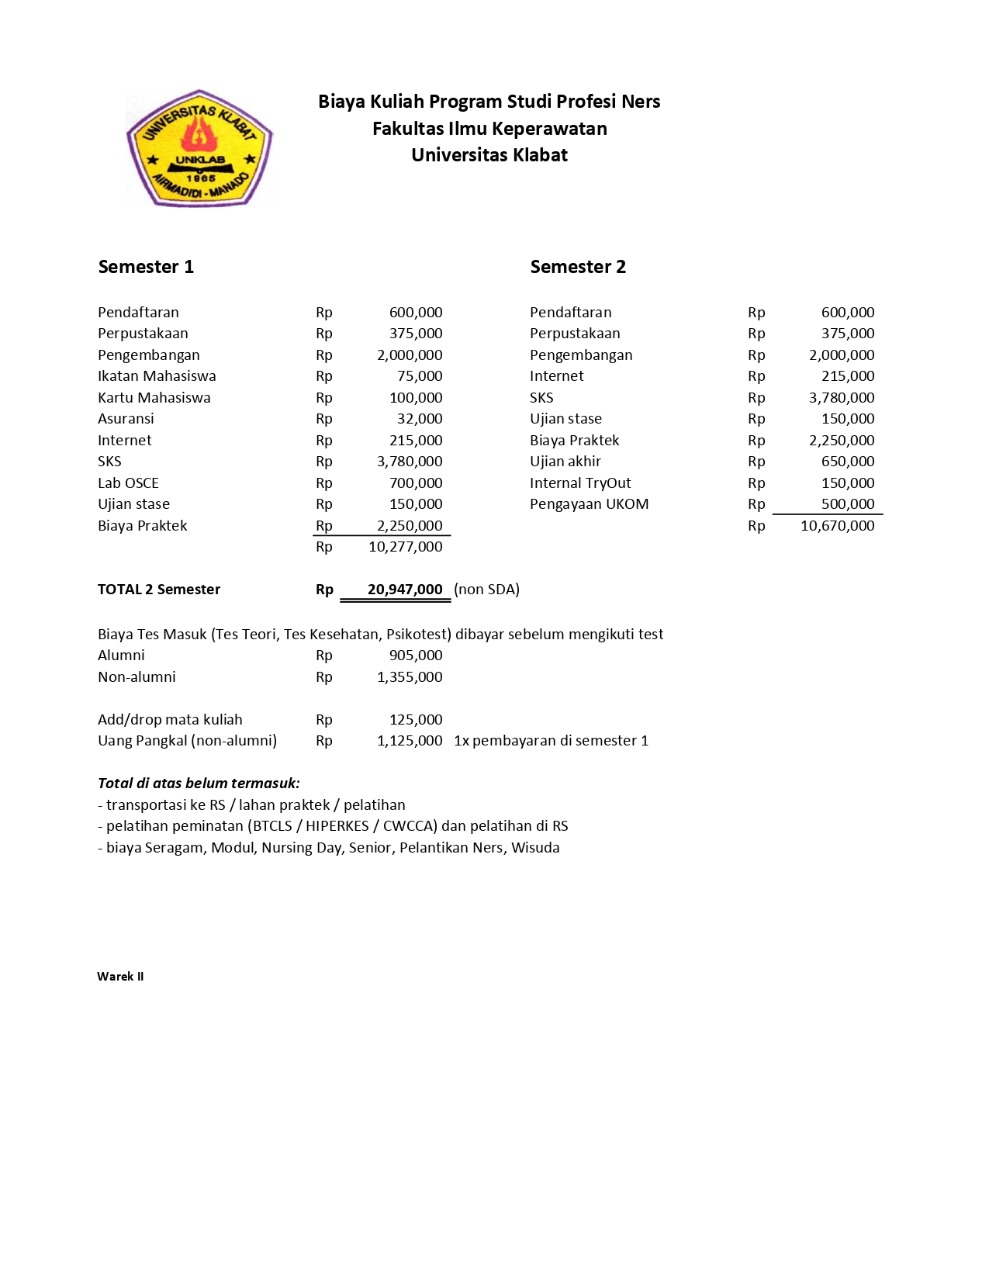 UNIVERSITAS KLABAT
UNKLAB
1965
AIRMADIDI - MANADO
Biaya Kuliah Program Studi Profesi Ners
Fakultas Ilmu Keperawatan
Universitas Klabat
Semester 1
Pendaftaran Rp 600,000
Perpustakaan Rp 375,000
Pengembangan Rp 2,000,000
Ikatan Mahasiswa Rp 75,000
Kartu Mahasiswa Rp 100,000
Asuransi Rp 32,000
Internet Rp 215,000
SKS Rp 3,780,000
Lab OSCE Rp 700,000
Ujian stase Rp 150,000
Biaya Praktek Rp 2,250,000
Rp 10,277,000
Semester 2
Pendaftaran Rp 600,000
Perpustakaan Rp 375,000
Pengembangan Rp 2,000,000
Internet Rp 215,000
SKS Rp 3,780,000
Ujian stase Rp 150,000
Biaya Praktek Rp 2,250,000
Ujian akhir Rp 650,000
Internal TryOut Rp 150,000
Pengayaan UKOM Rp 500,000
Rp 10,670,000
TOTAL 2 Semester Rp 20,947,000 (non SDA)
Biaya Tes Masuk (Tes Teori, Tes Kesehatan, Psikotest) dibayar sebelum mengikuti test
Alumni Rp 905,000
Non-alumni Rp 1,355,000
Add/drop mata kuliah Rp 125,000
Uang Pangkal (non-alumni) Rp 1,125,000 1x pembayaran di semester 1
Total di atas belum termasuk:
- transportasi ke RS / lahan praktek / pelatihan
- pelatihan peminatan (BTCLS / HIPERKES / CWCCA) dan pelatihan di RS
- biaya Seragam, Modul, Nursing Day, Senior, Pelantikan Ners, Wisuda
Warek II